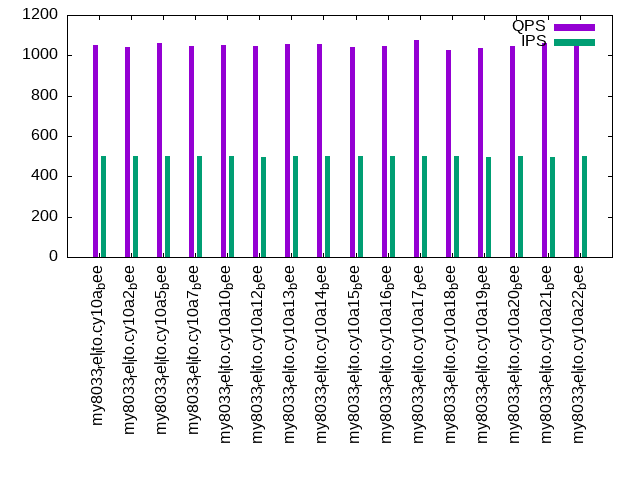 1200
1000
800
600
400
200
0
QPS
IPS
my8033_rel_lto.cy10a_bee
my8033_rel_lto.cy10a2_bee
my8033_rel_lto.cy10a5_bee
my8033_rel_lto.cy10a7_bee
my8033_rel_lto.cy10a10_bee
my8033_rel_lto.cy10a12_bee
my8033_rel_lto.cy10a13_bee
my8033_rel_lto.cy10a14_bee
my8033_rel_lto.cy10a15_bee
my8033_rel_lto.cy10a16_bee
my8033_rel_lto.cy10a17_bee
my8033_rel_lto.cy10a18_bee
my8033_rel_lto.cy10a19_bee
my8033_rel_lto.cy10a20_bee
my8033_rel_lto.cy10a21_bee
my8033_rel_lto.cy10a22_bee